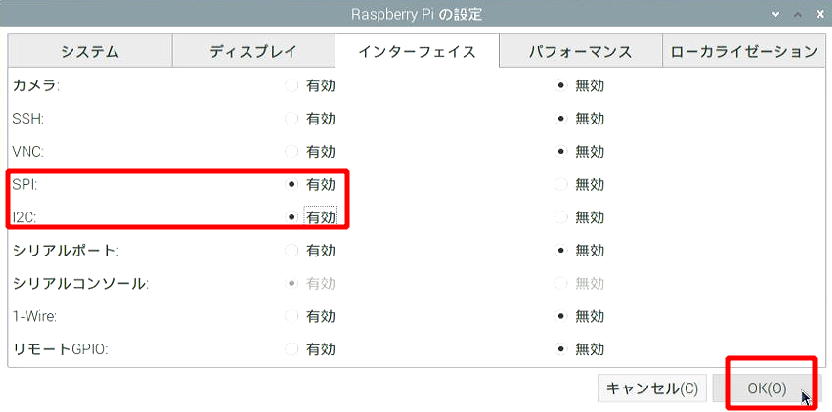 Raspberry Pi の設定
システム ディスプレイ インターフェイス パフォーマンス ローカライゼーション
カメラ: 有効 無効
SSH: 有効 無効
VNC: 有効 無効
SPI: 有効 無効
I2C: 有効 無効
シリアルポート: 有効 無効
シリアルコンソール: 有効 無効
1-Wire: 有効 無効
リモートGPIO: 有効 無効
キャンセル(C) OK(O)